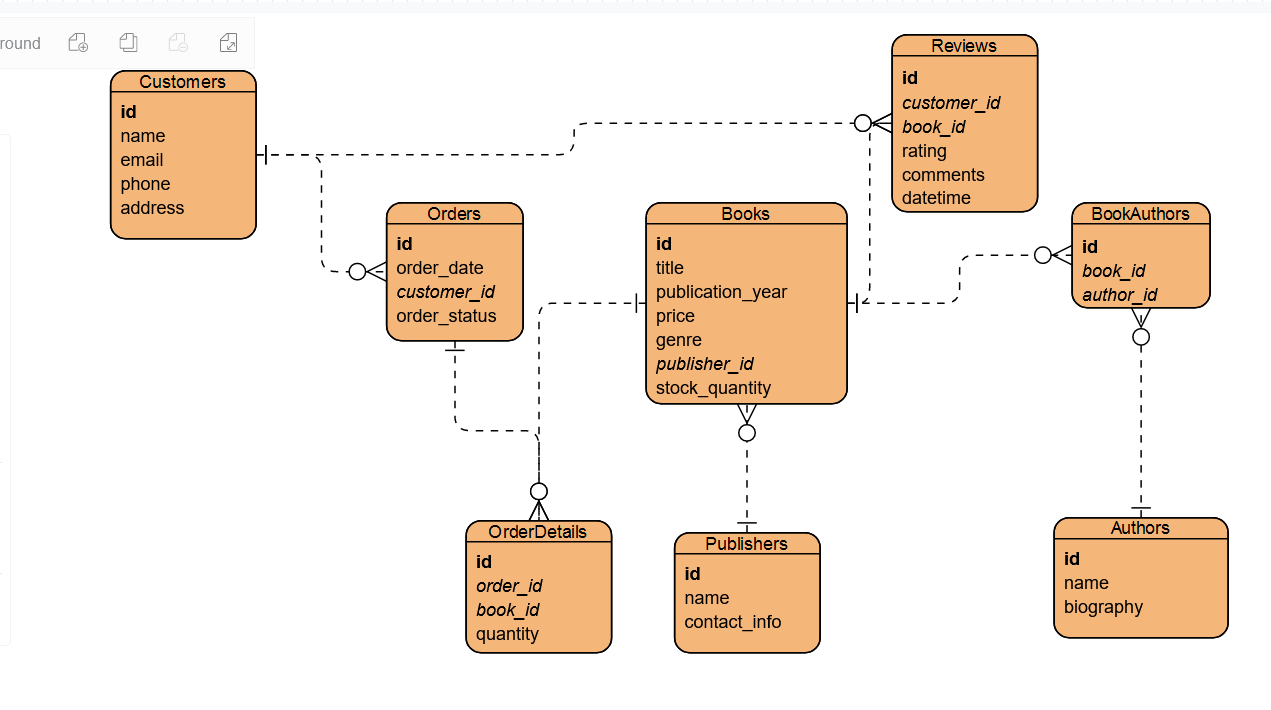 round
Customers
id
name
email
phone
address
Reviews
id
customer_id
book_id
rating
comments
datetime
Orders
id
order_date
customer_id
order_status
Books
id
title
publication_year
price
genre
publisher_id
stock_quantity
BookAuthors
id
book_id
author_id
OrderDetails
id
order_id
book_id
quantity
Publishers
id
name
contact_info
Authors
id
name
biography